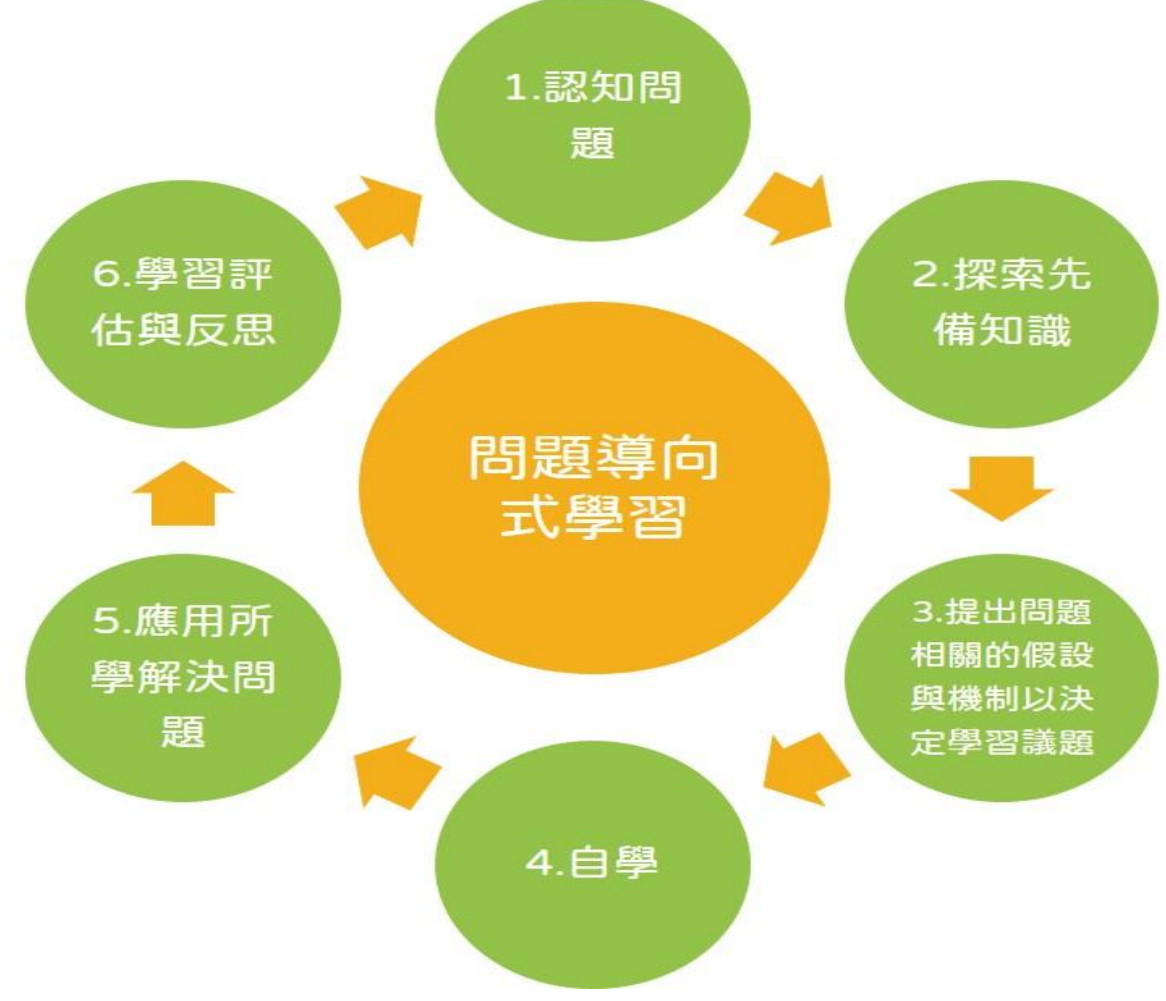 1.認知問
題
2.探索先
備知識
3.提出問題
相關的假設
與機制以決
定學習議題
4.自學
5.應用所
學解決問
題
6.學習評
估與反思
問題導向
式學習